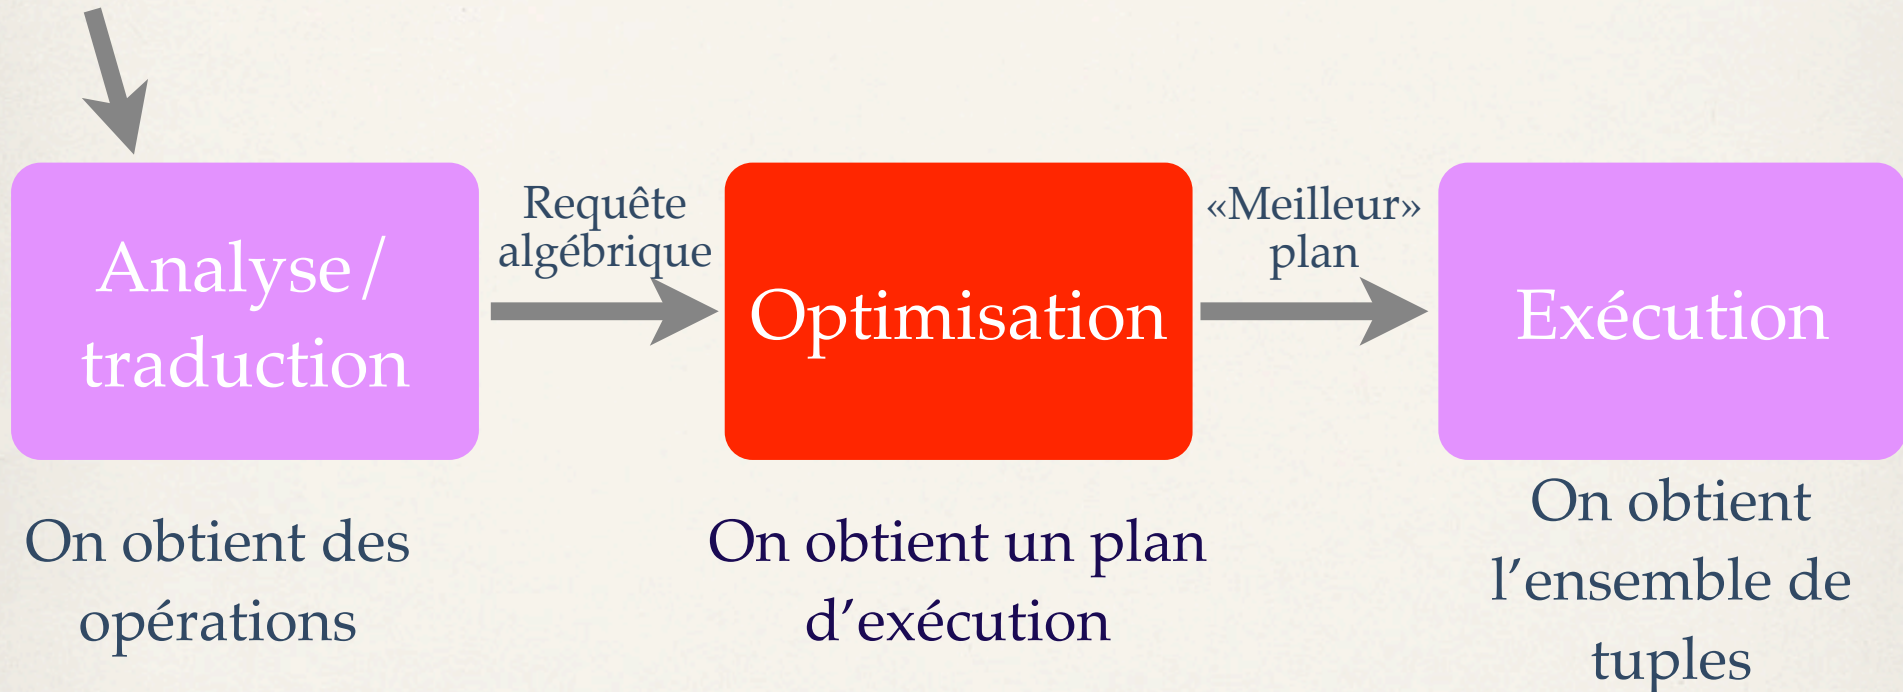 Analyse/
traduction
Requête
algébrique
Optimisation
«Meilleur»
plan
Exécution
On obtient des
opérations
On obtient un plan
d’exécution
On obtient
l’ensemble de
tuples